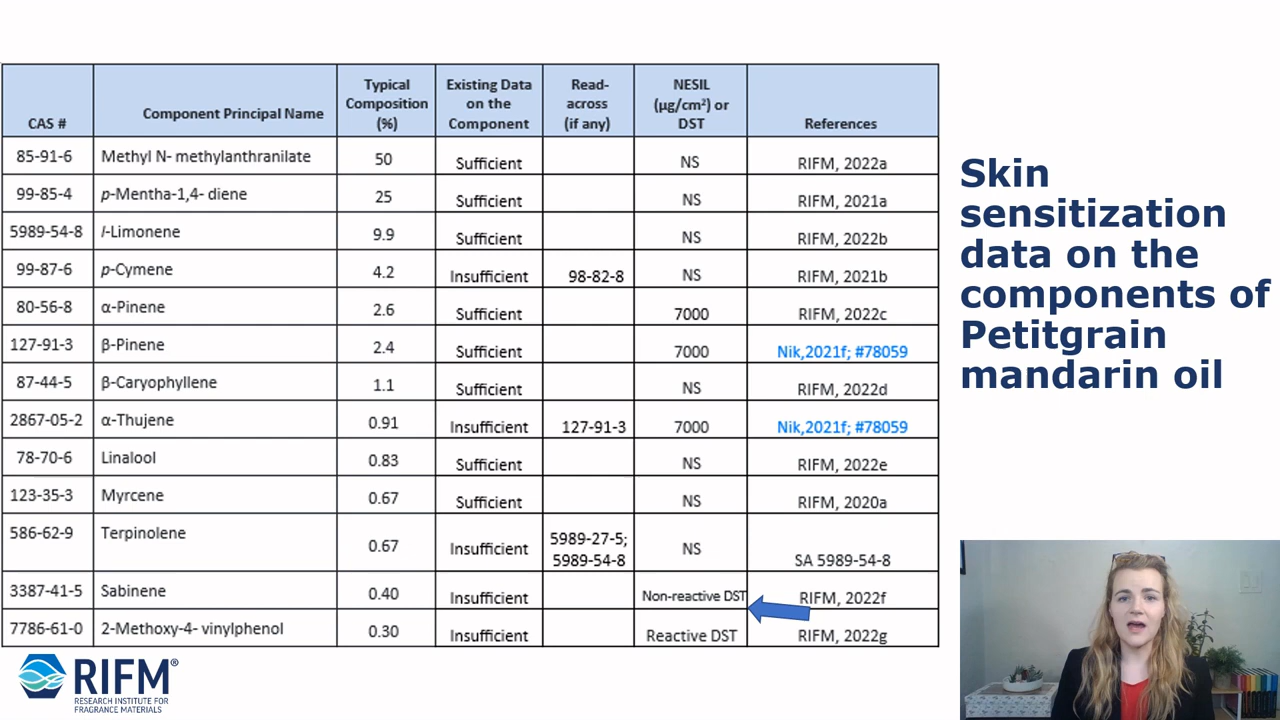 CAS # Component Principal Name Typical Composition (%) Existing Data on the Component Read-across (if any) NESIL (µg/cm²) or DST References
85-91-6 Methyl N- methylanthranilate 50 Sufficient NS RIFM, 2022a
99-85-4 p-Mentha-1,4- diene 25 Sufficient NS RIFM, 2021a
5989-54-8 l-Limonene 9.9 Sufficient NS RIFM, 2022b
99-87-6 p-Cymene 4.2 Insufficient 98-82-8 NS RIFM, 2021b
80-56-8 α-Pinene 2.6 Sufficient 7000 RIFM, 2022c
127-91-3 β-Pinene 2.4 Sufficient 7000 Nik,2021f; #78059
87-44-5 β-Caryophyllene 1.1 Sufficient NS RIFM, 2022d
2867-05-2 α-Thujene 0.91 Insufficient 127-91-3 7000 Nik,2021f; #78059
78-70-6 Linalool 0.83 Sufficient NS RIFM, 2022e
123-35-3 Myrcene 0.67 Sufficient NS RIFM, 2020a
586-62-9 Terpinolene 0.67 Insufficient 5989-27-5; 5989-54-8 NS SA 5989-54-8
3387-41-5 Sabinene 0.40 Insufficient Non-reactive DST RIFM, 2022f
7786-61-0 2-Methoxy-4- vinylphenol 0.30 Insufficient Reactive DST RIFM, 2022g
Skin
sensitization
data on the
components of
Petitgrain
mandarin oil
RIFM®
RESEARCH INSTITUTE FOR
FRAGRANCE MATERIALS